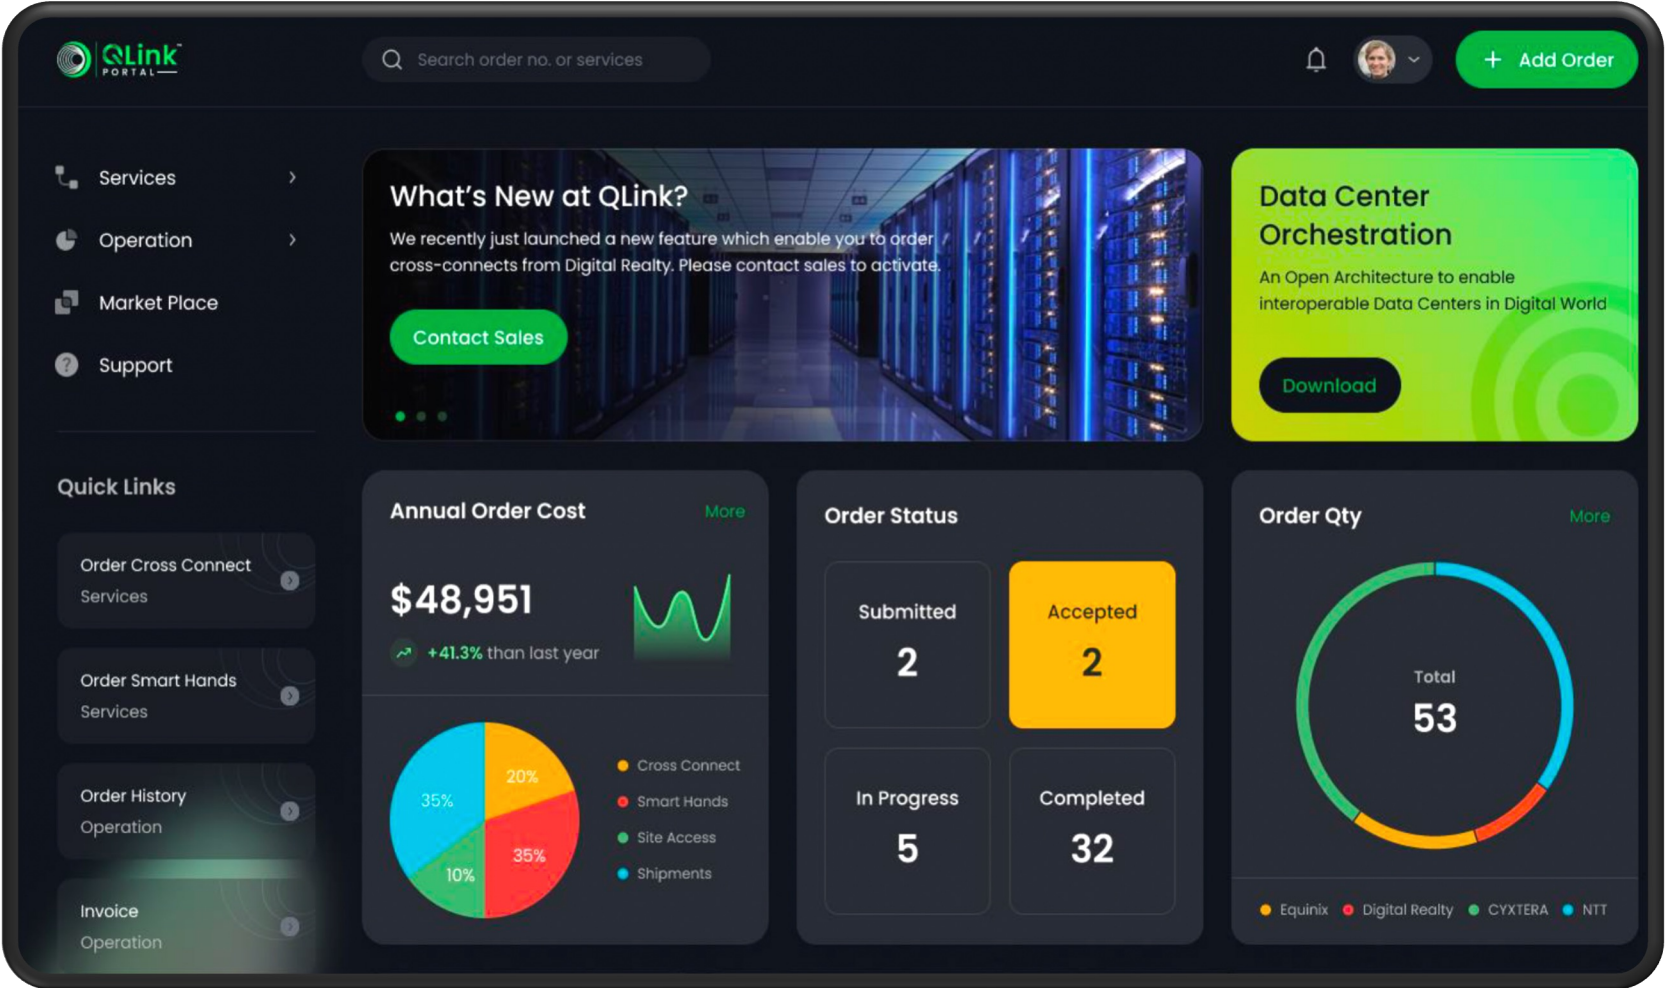 QLink™
PORTAL
Search order no. or services
+ Add Order
Services
Operation
Market Place
? Support
Quick Links
Order Cross Connect
Services
Order Smart Hands
Services
Order History
Operation
Invoice
Operation
What's New at QLink?
We recently just launched a new feature which enable you to order
cross-connects from Digital Realty. Please contact sales to activate.
Contact Sales
Data Center
Orchestration
An Open Architecture to enable
interoperable Data Centers in Digital World
Download
Annual Order Cost
More
$48,951
+41.3% than last year
20%
35%
10%
35%
Cross Connect
Smart Hands
Site Access
Shipments
Order Status
Submitted
2
Accepted
2
In Progress
5
Completed
32
Order Qty
More
Total
53
Equinix
Digital Realty
CYXTERA
NTT